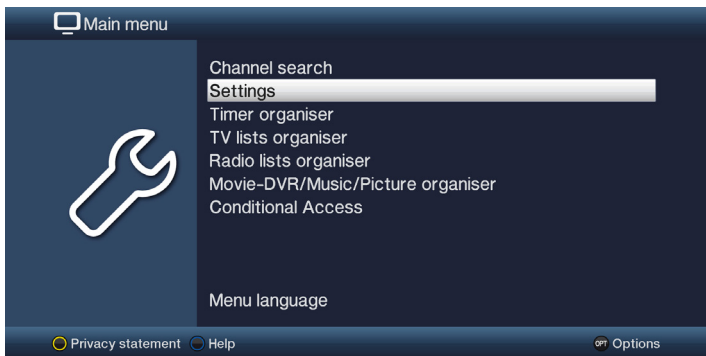 Main menu
Channel search
Settings
Timer organiser
TV lists organiser
Radio lists organiser
Movie-DVR/Music/Picture organiser
Conditional Access
Menu language
Privacy statement Help OPT Options